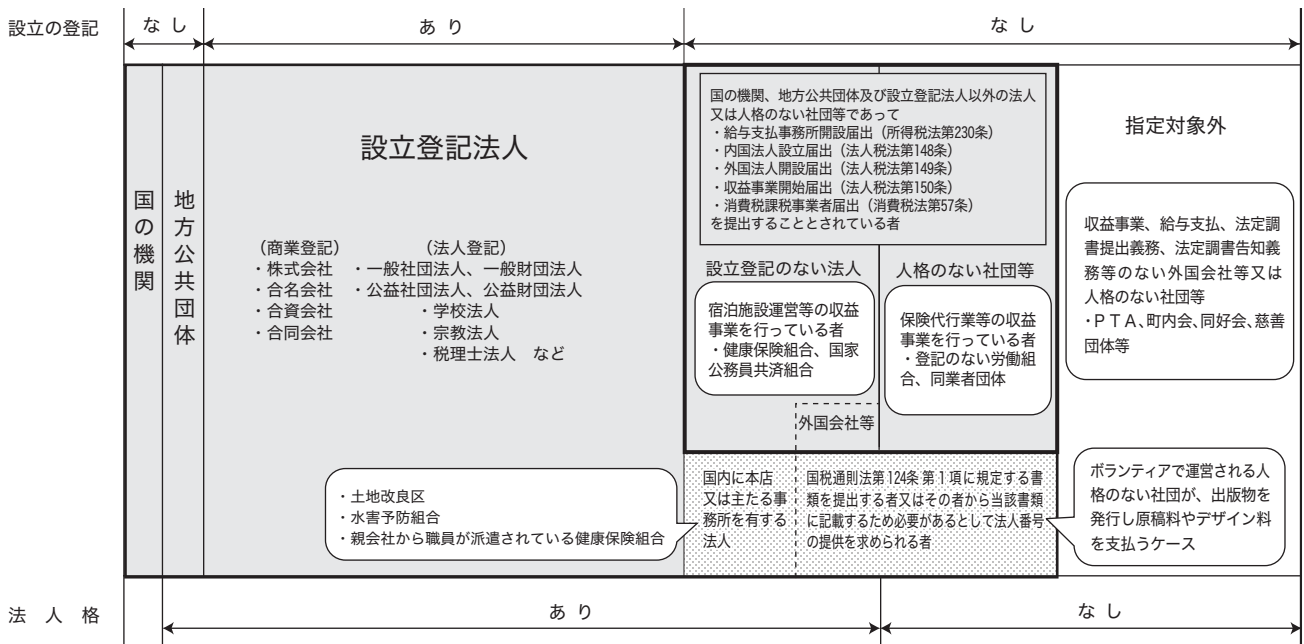 設立の登記
なし
あり
なし
国の機関
地方公共団体
設立登記法人
（商業登記）
・株式会社
・合名会社
・合資会社
・合同会社
（法人登記）
・一般社団法人、一般財団法人
・公益社団法人、公益財団法人
・学校法人
・宗教法人
・税理士法人　など
国の機関、地方公共団体及び設立登記法人以外の法人
又は人格のない社団等であって
・給与支払事務所開設届出（所得税法第230条）
・内国法人設立届出（法人税法第148条）
・外国法人開設届出（法人税法第149条）
・収益事業開始届出（法人税法第150条）
・消費税課税事業者届出（消費税法第57条）
を提出することとされている者
設立登記のない法人
宿泊施設運営等の収益
事業を行っている者
・健康保険組合、国家
公務員共済組合
人格のない社団等
保険代行業等の収益
事業を行っている者
・登記のない労働組
合、同業者団体
外国会社等
指定対象外
収益事業、給与支払、法定調
書提出義務、法定調書告知義
務等のない外国会社等又は
人格のない社団等
・ＰＴＡ、町内会、同好会、慈善
団体等
・土地改良区
・水害予防組合
・親会社から職員が派遣されている健康保険組合
国内に本店
又は主たる事
務所を有する
法人
国税通則法第124条第１項に規定する書
類を提出する者又はその者から当該書類
に記載するため必要があるとして法人番号
の提供を求められる者
ボランティアで運営される人
格のない社団が、出版物を
発行し原稿料やデザイン料
を支払うケース
法人格
あり
なし